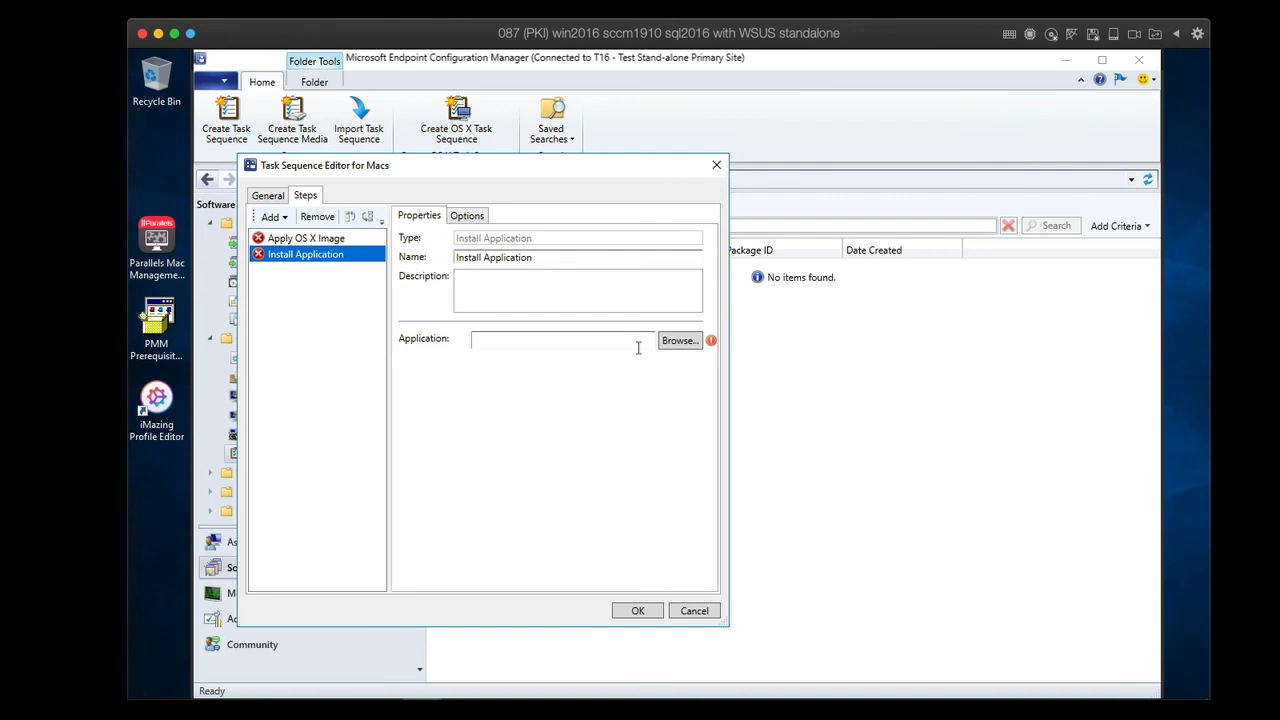 087 (PKI) win2016 sccm1910 sql2016 with WSUS standalone
Recycle Bin
Parallels
Parallels Mac
Manageme...
PMM
Prerequisit...
iMazing
Profile Editor
Folder Tools
Microsoft Endpoint Configuration Manager (Connected to T16 - Test Stand-alone Primary Site)
Home
Folder
Create Task
Sequence
Create Task
Sequence Media
Import Task
Sequence
Create OS X Task
Sequence
Saved
Searches
Task Sequence Editor for Macs
General
Steps
Add
Remove
Apply OS X Image
Install Application
Properties
Options
Type:
Install Application
Name:
Install Application
Description:
Application:
Browse...
OK
Cancel
Software
Search
Add Criteria
Package ID
Date Created
No items found.
As
So
M
Ac
Community
Ready